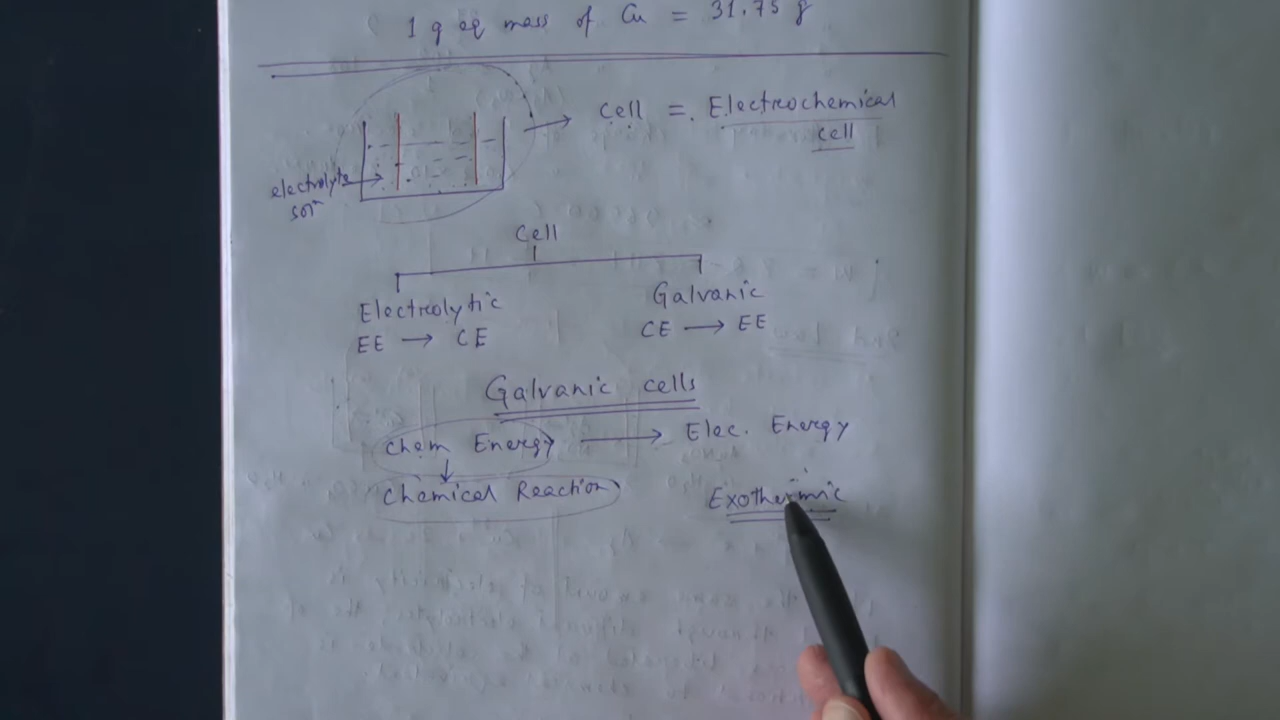 1 g eq mass of Cu = 31.75 g
Cell = Electrochemical
cell
electrolyte
solⁿ
Cell
Electrolytic
Galvanic
EE → CE
CE → EE
Galvanic cells
Chem Energy → Elec. Energy
↓
Chemical Reaction
Exothermic